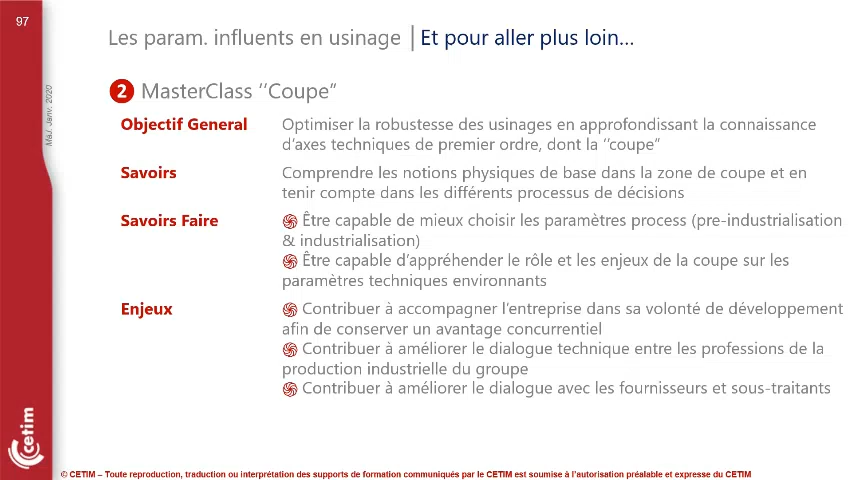 97
Les param. influents en usinage | Et pour aller plus loin…
MàJ. Janv. 2020
2 MasterClass ‘‘Coupe”
Objectif General Optimiser la robustesse des usinages en approfondissant la connaissance
d’axes techniques de premier ordre, dont la ‘‘coupe”
Savoirs Comprendre les notions physiques de base dans la zone de coupe et en
tenir compte dans les différents processus de décisions
Savoirs Faire Être capable de mieux choisir les paramètres process (pre-industrialisation
& industrialisation)
Être capable d’appréhender le rôle et les enjeux de la coupe sur les
paramètres techniques environnants
Enjeux Contribuer à accompagner l’entreprise dans sa volonté de développement
afin de conserver un avantage concurrentiel
Contribuer à améliorer le dialogue technique entre les professions de la
production industrielle du groupe
Contribuer à améliorer le dialogue avec les fournisseurs et sous-traitants
cetim
© CETIM – Toute reproduction, traduction ou interprétation des supports de formation communiqués par le CETIM est soumise à l’autorisation préalable et expresse du CETIM